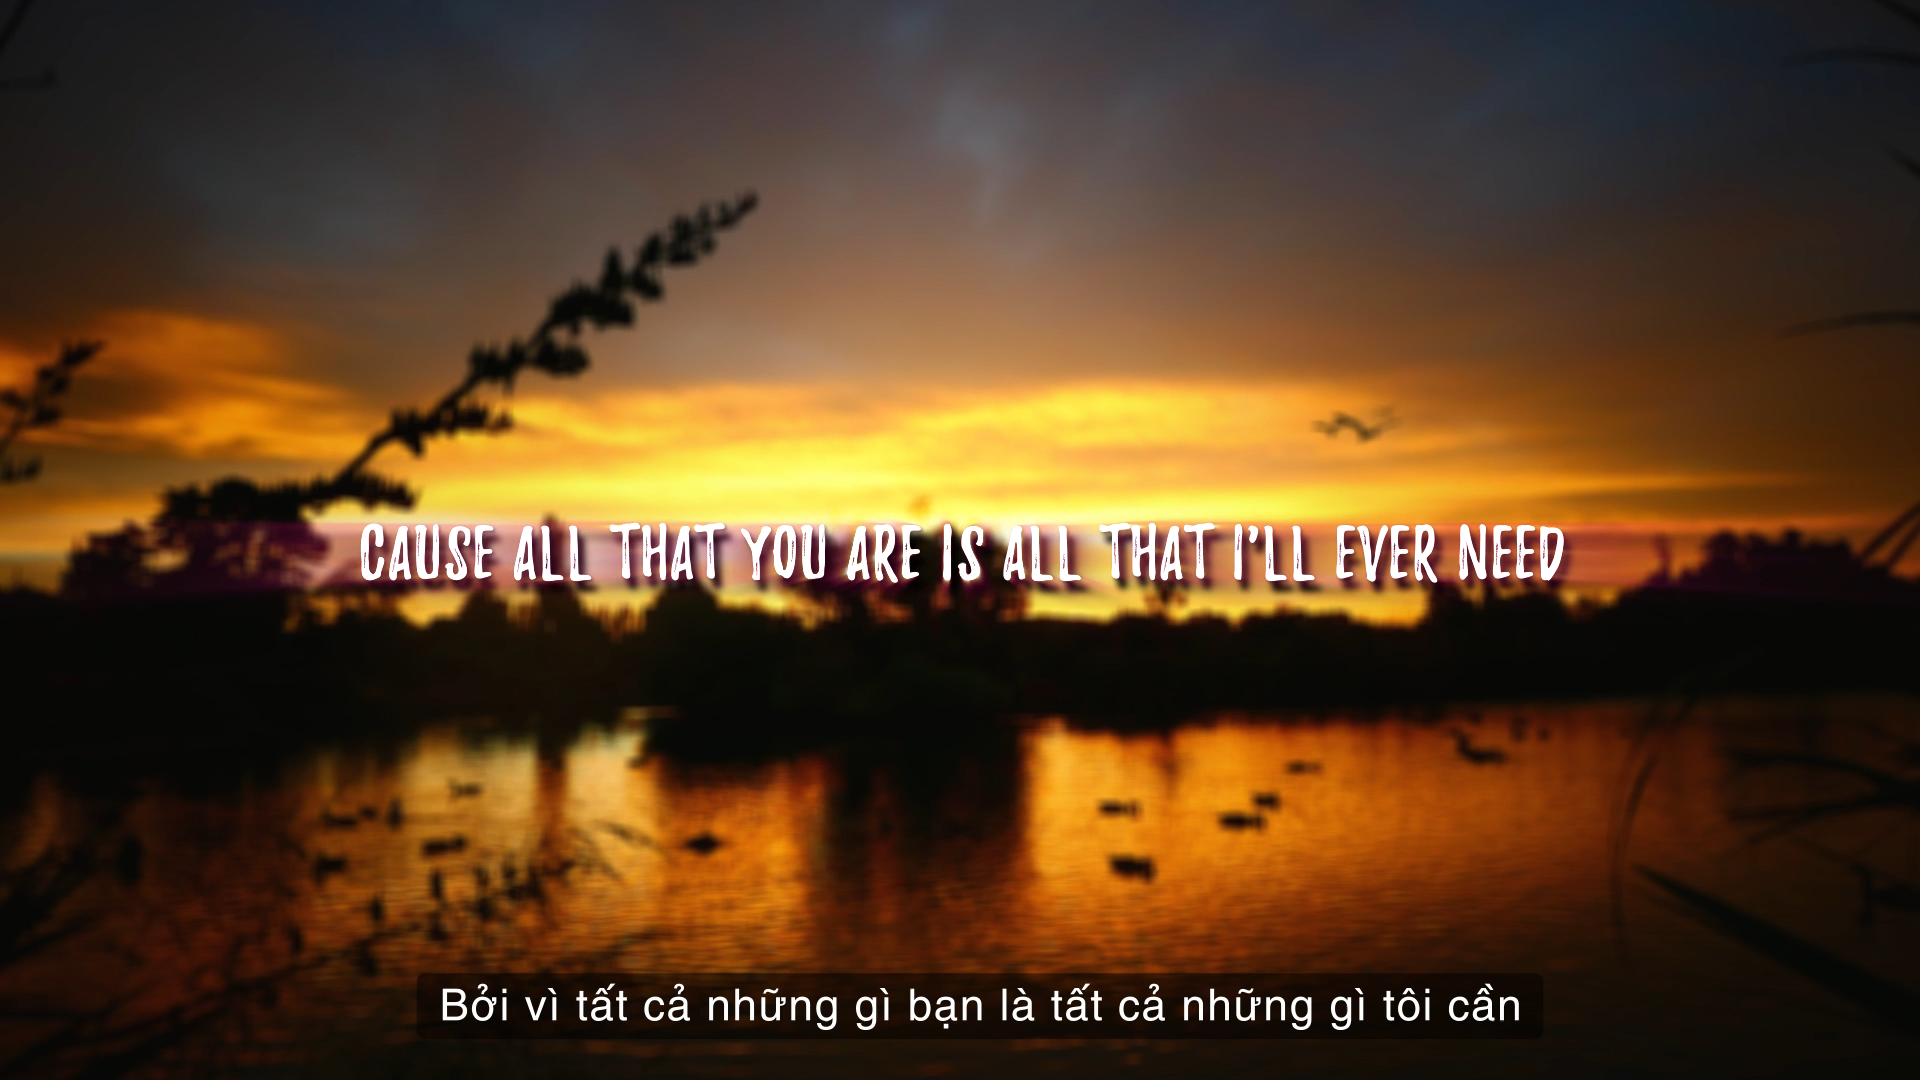 CAUSE ALL THAT YOU ARE IS ALL THAT I'LL EVER NEED
Bởi vì tất cả những gì bạn là tất cả những gì tôi cần